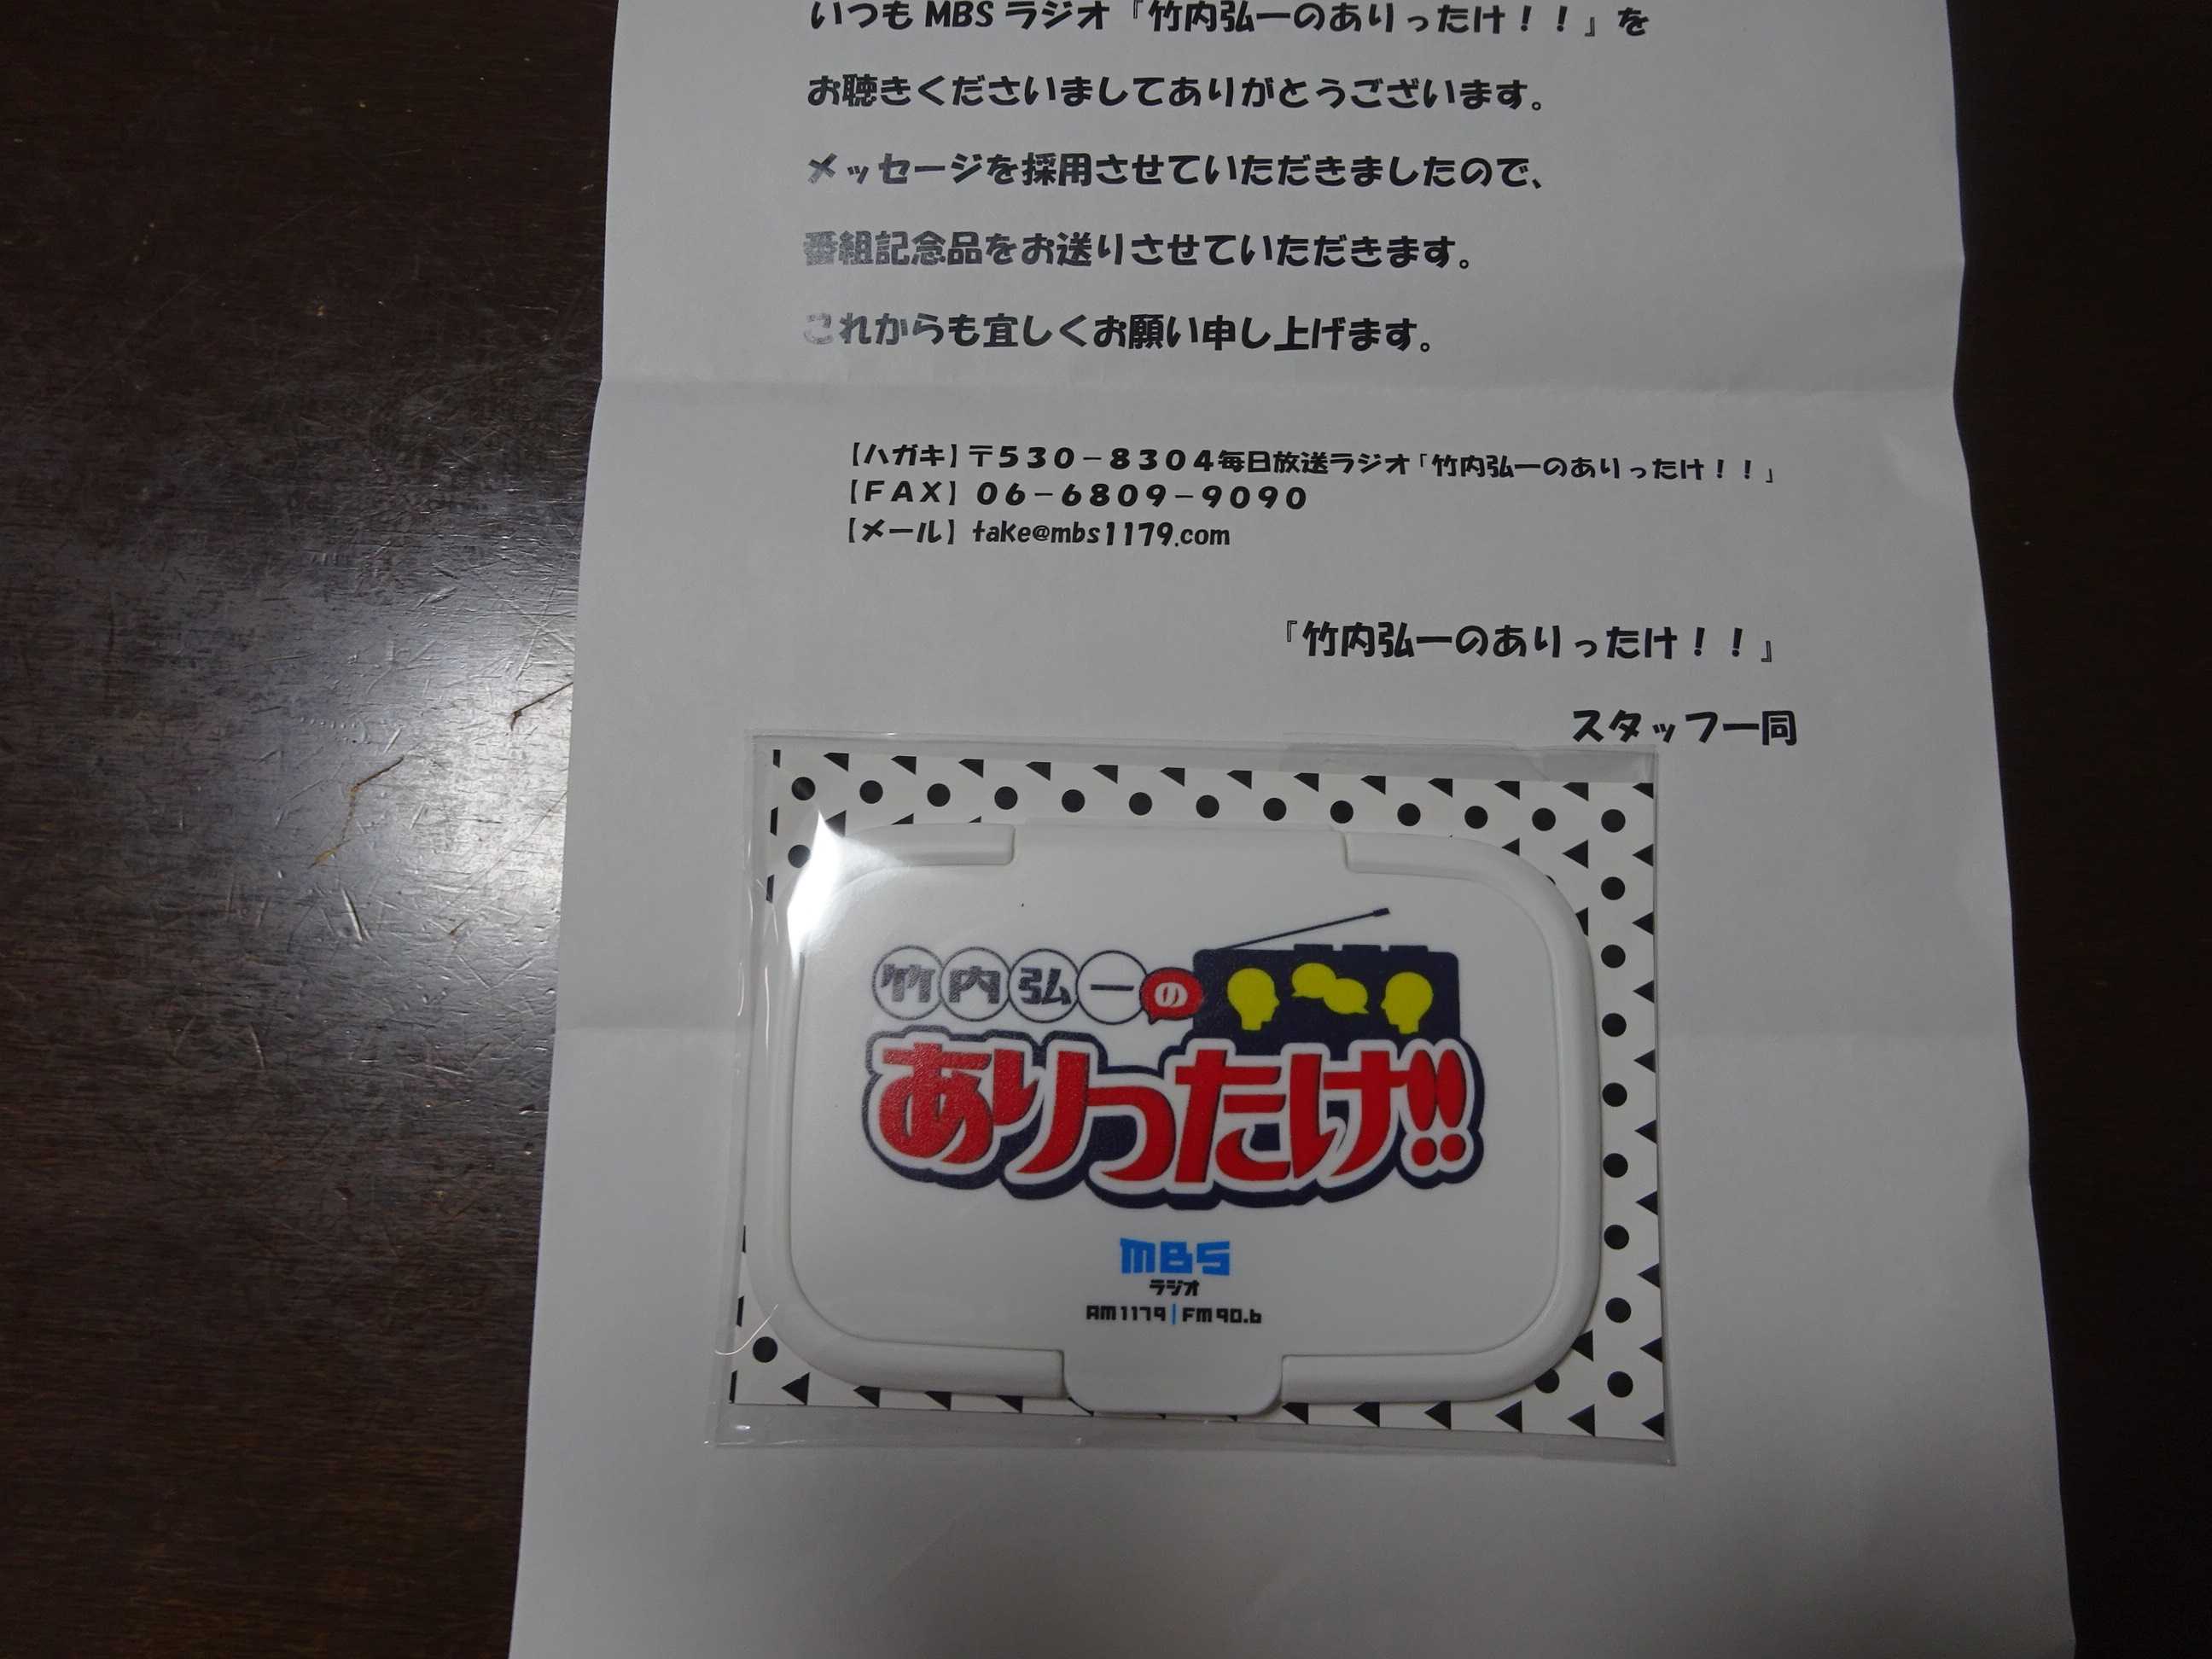 いつもMBSラジオ『竹内弘一のありったけ！！』を
お聴きくださいましてありがとうございます。
メッセージを採用させていただきましたので、
番組記念品をお送りさせていただきます。
これからも宜しくお願い申し上げます。
【ハガキ】〒５３０－８３０４毎日放送ラジオ「竹内弘一のありったけ！！」
【ＦＡＸ】０６－６８０９－９０９０
【メール】take@mbs1179.com
『竹内弘一のありったけ！！』
スタッフ一同
竹内弘一の
ありったけ!!
MBS
ラジオ
AM1179|FM90.6